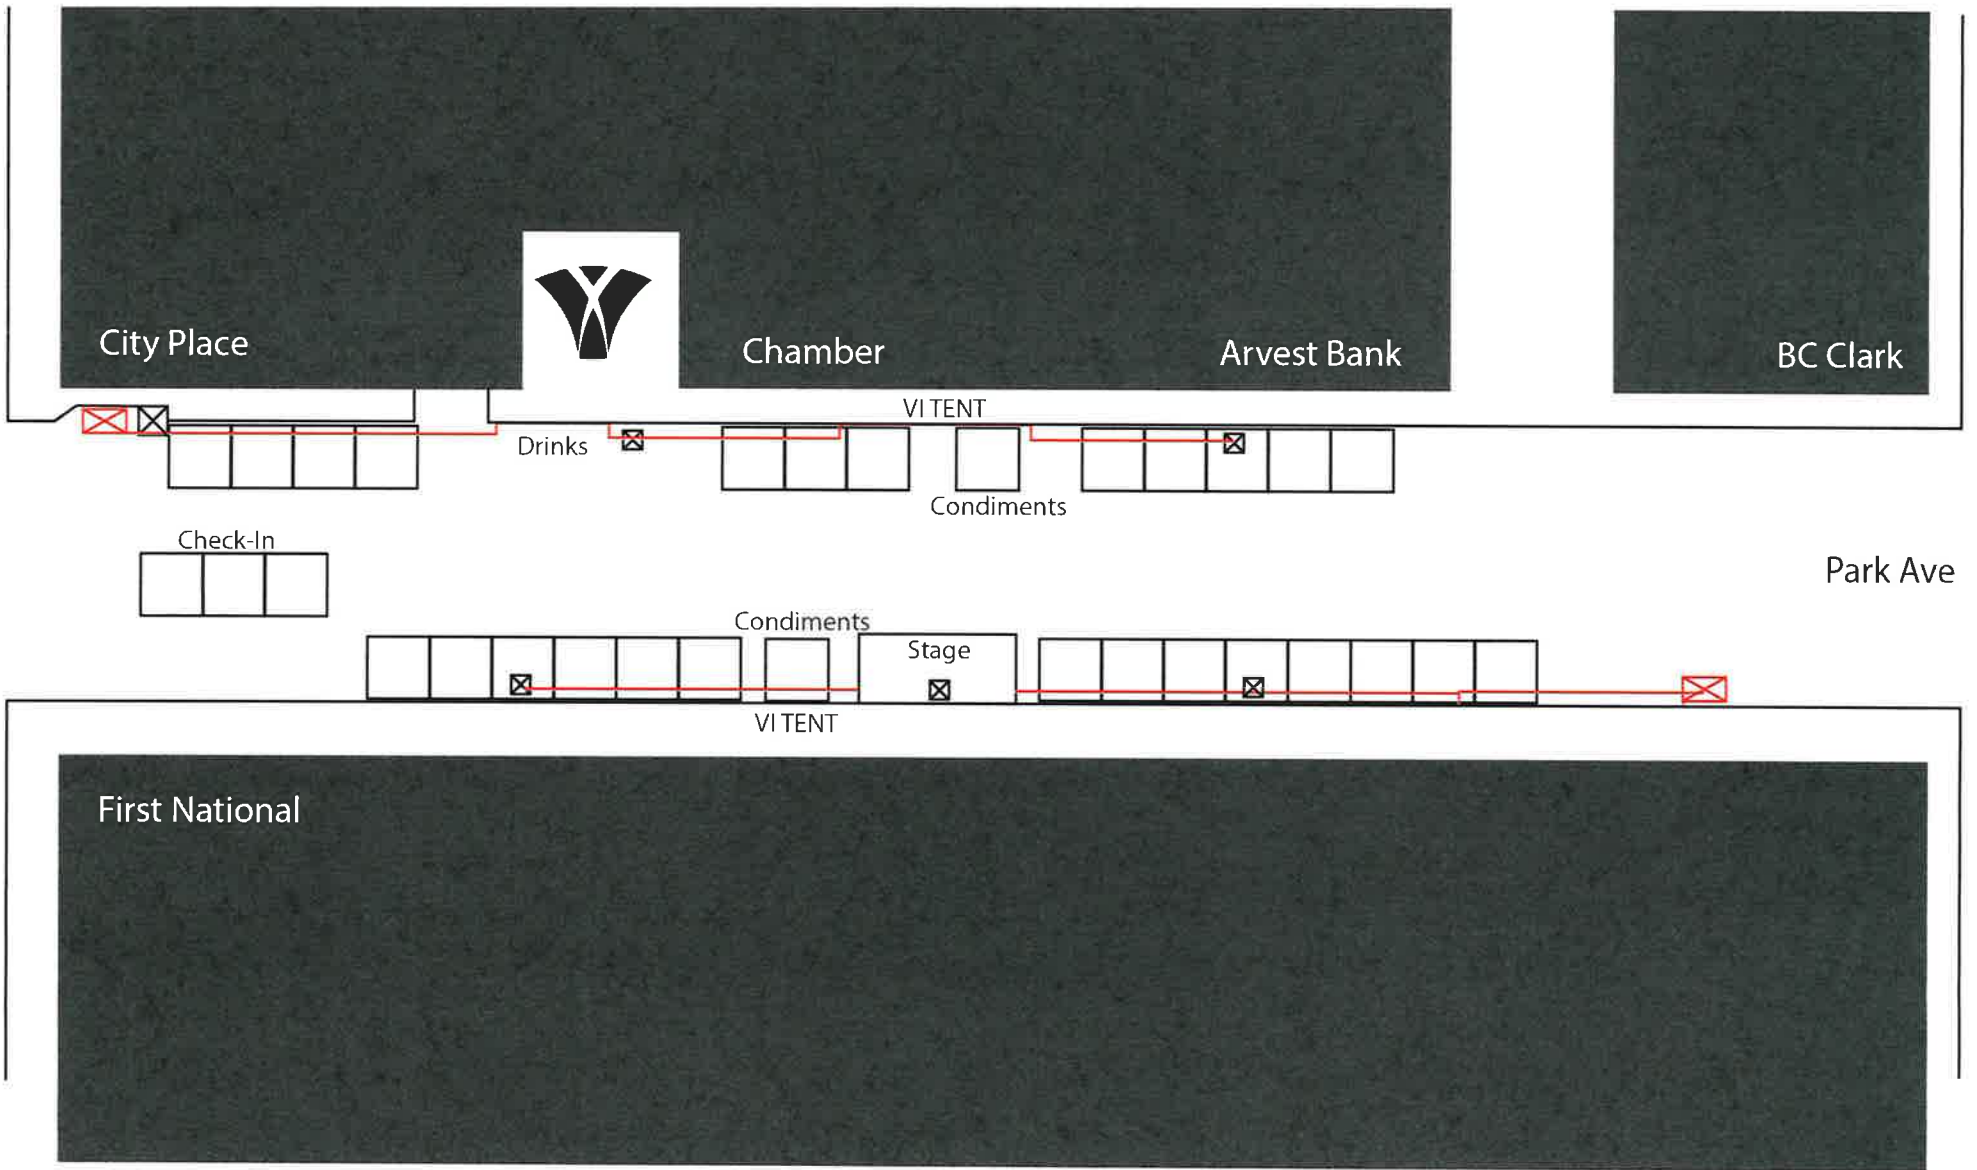 City Place
Chamber
Arvest Bank
BC Clark
VI TENT
Drinks
Condiments
Check-In
Park Ave
Condiments
Stage
VI TENT
First National